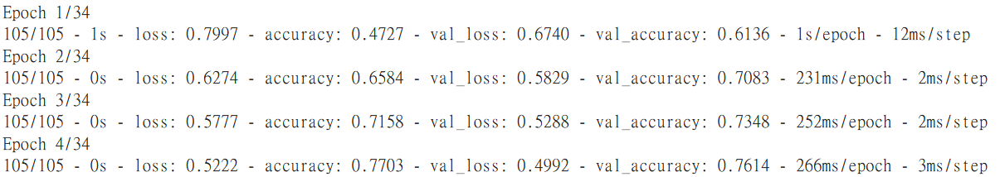 Epoch 1/34
105/105 - 1s - loss: 0.7997 - accuracy: 0.4727 - val_loss: 0.6740 - val_accuracy: 0.6136 - 1s/epoch - 12ms/step
Epoch 2/34
105/105 - 0s - loss: 0.6274 - accuracy: 0.6584 - val_loss: 0.5829 - val_accuracy: 0.7083 - 231ms/epoch - 2ms/step
Epoch 3/34
105/105 - 0s - loss: 0.5777 - accuracy: 0.7158 - val_loss: 0.5288 - val_accuracy: 0.7348 - 252ms/epoch - 2ms/step
Epoch 4/34
105/105 - 0s - loss: 0.5222 - accuracy: 0.7703 - val_loss: 0.4992 - val_accuracy: 0.7614 - 266ms/epoch - 3ms/step